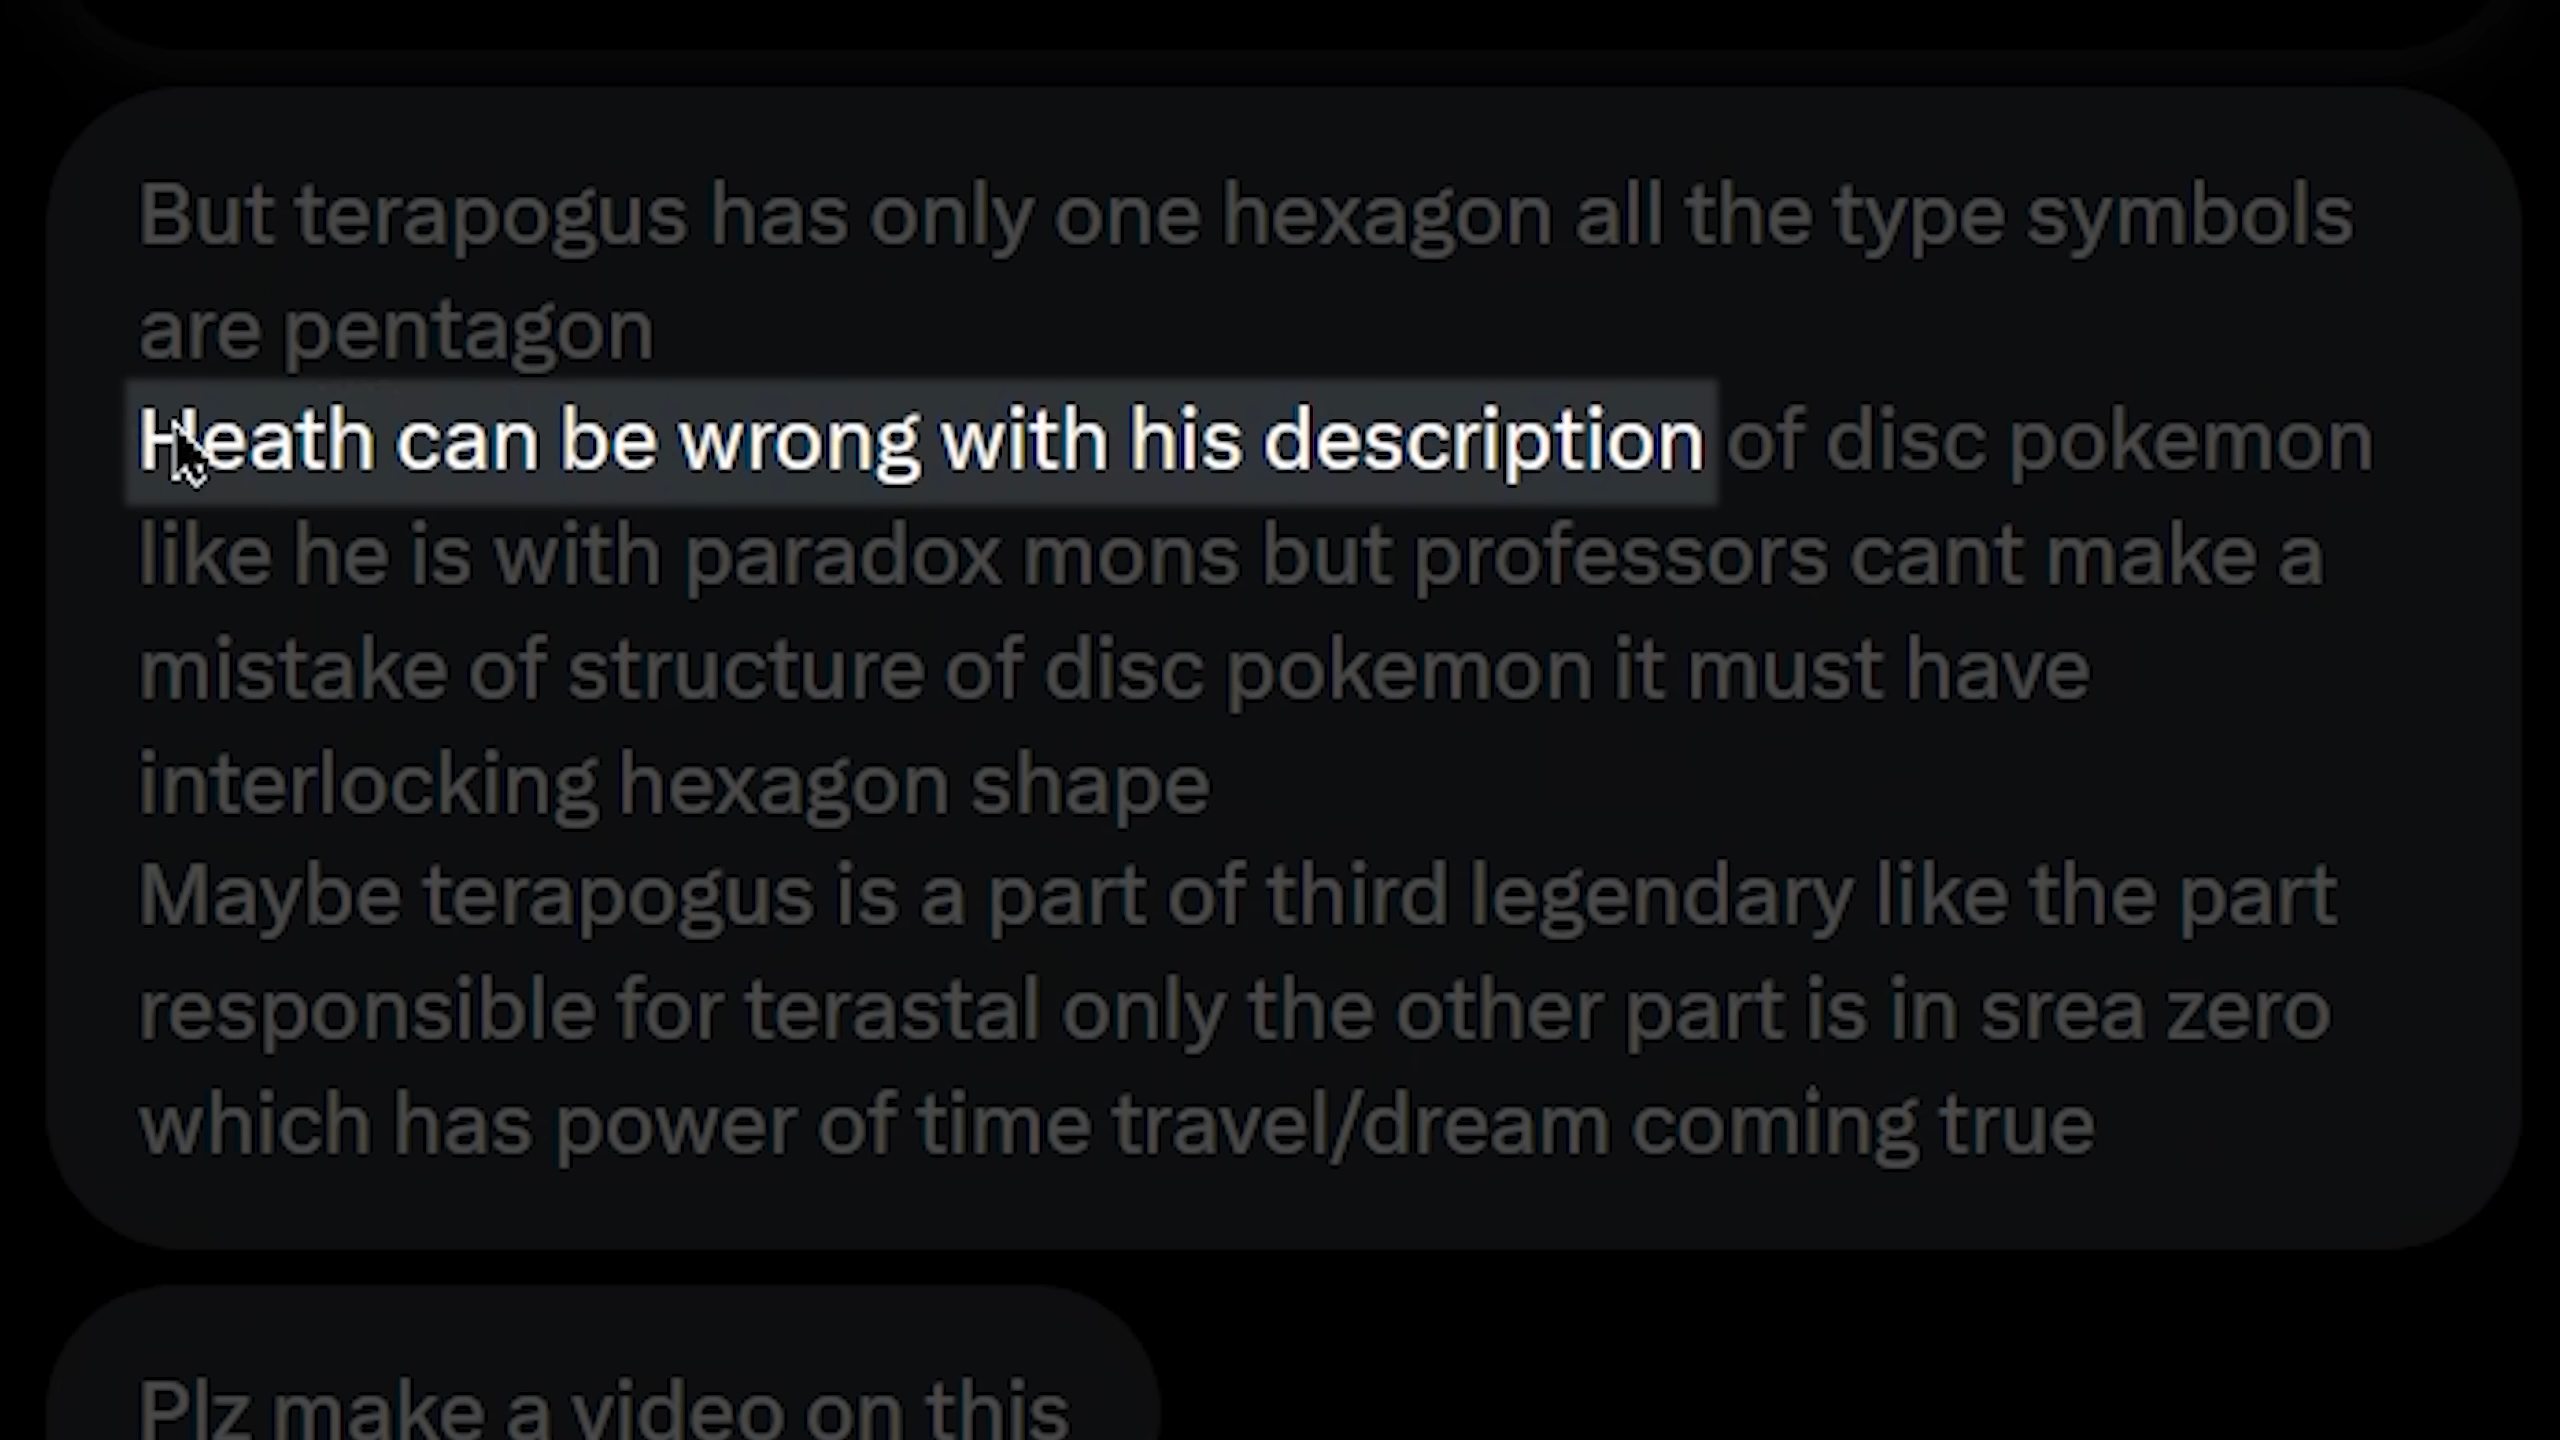 But terapogus has only one hexagon all the type symbols
are pentagon
Heath can be wrong with his description of disc pokemon
like he is with paradox mons but professors cant make a
mistake of structure of disc pokemon it must have
interlocking hexagon shape
Maybe terapogus is a part of third legendary like the part
responsible for terastal only the other part is in srea zero
which has power of time travel/dream coming true
Plz make a video on this